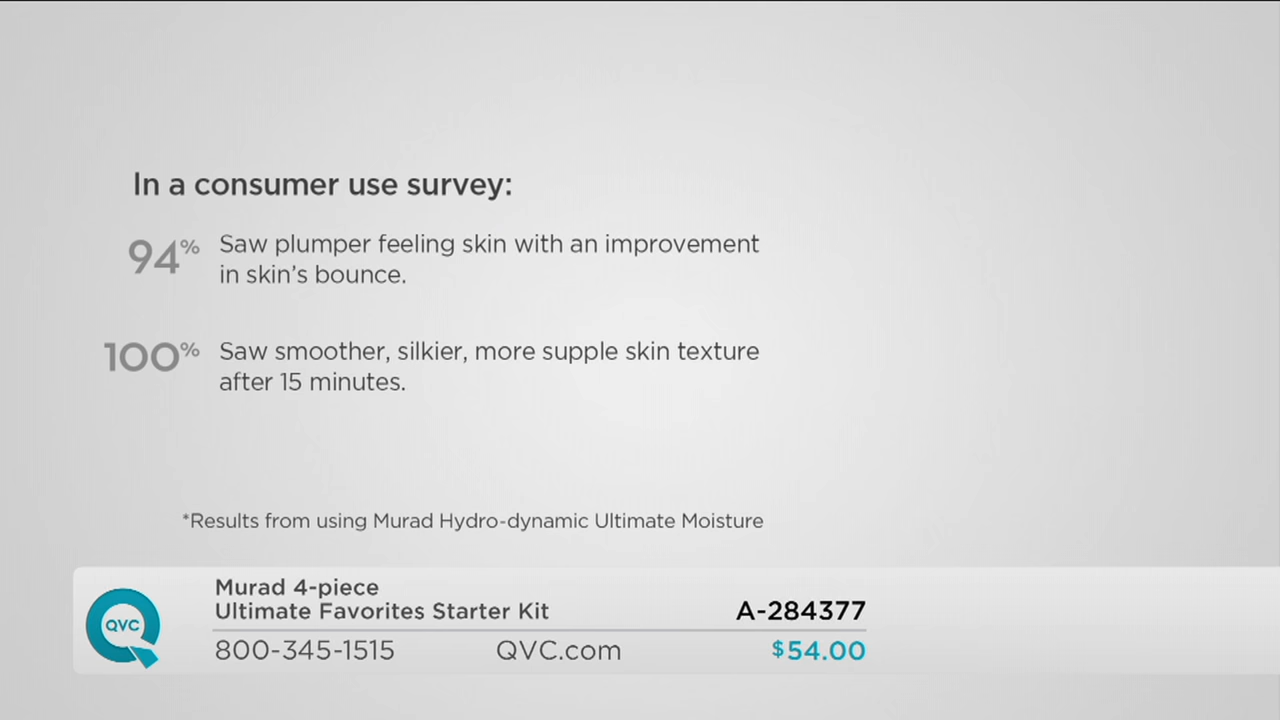 In a consumer use survey:
94% Saw plumper feeling skin with an improvement
in skin's bounce.
100% Saw smoother, silkier, more supple skin texture
after 15 minutes.
*Results from using Murad Hydro-dynamic Ultimate Moisture
QVC
Murad 4-piece
Ultimate Favorites Starter Kit A-284377
800-345-1515 QVC.com $54.00